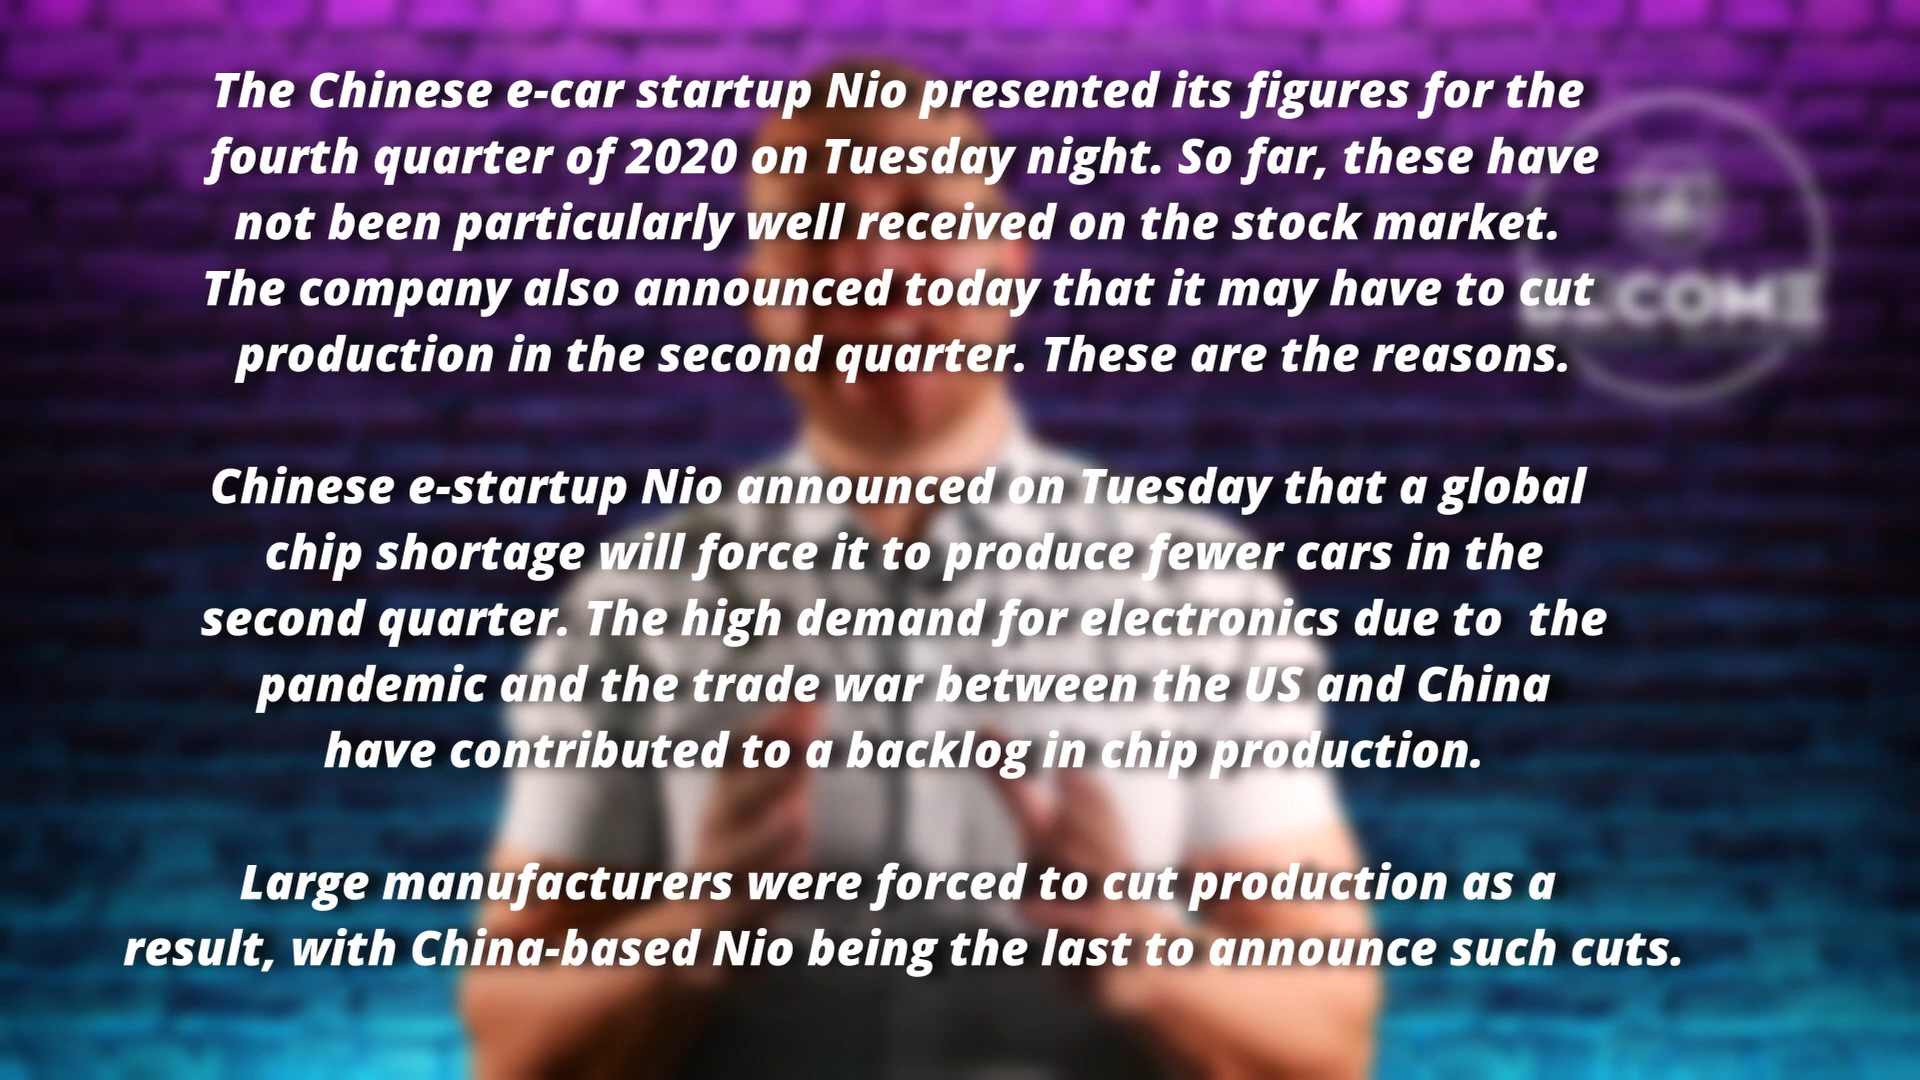 The Chinese e-car startup Nio presented its figures for the
fourth quarter of 2020 on Tuesday night. So far, these have
not been particularly well received on the stock market.
The company also announced today that it may have to cut
production in the second quarter. These are the reasons.
Chinese e-startup Nio announced on Tuesday that a global
chip shortage will force it to produce fewer cars in the
second quarter. The high demand for electronics due to  the
pandemic and the trade war between the US and China
have contributed to a backlog in chip production.
Large manufacturers were forced to cut production as a
result, with China-based Nio being the last to announce such cuts.